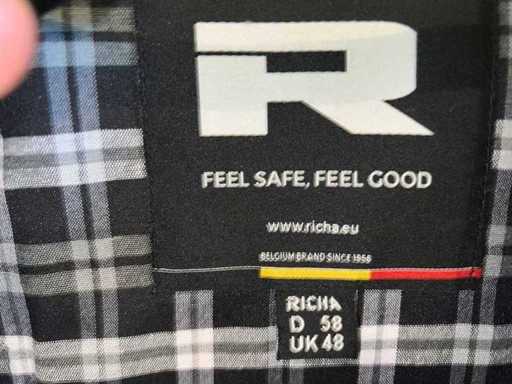 R
FEEL SAFE, FEEL GOOD
www.richa.eu
BELGIUM BRAND SINCE 1956
RICHA
D 58
UK 48